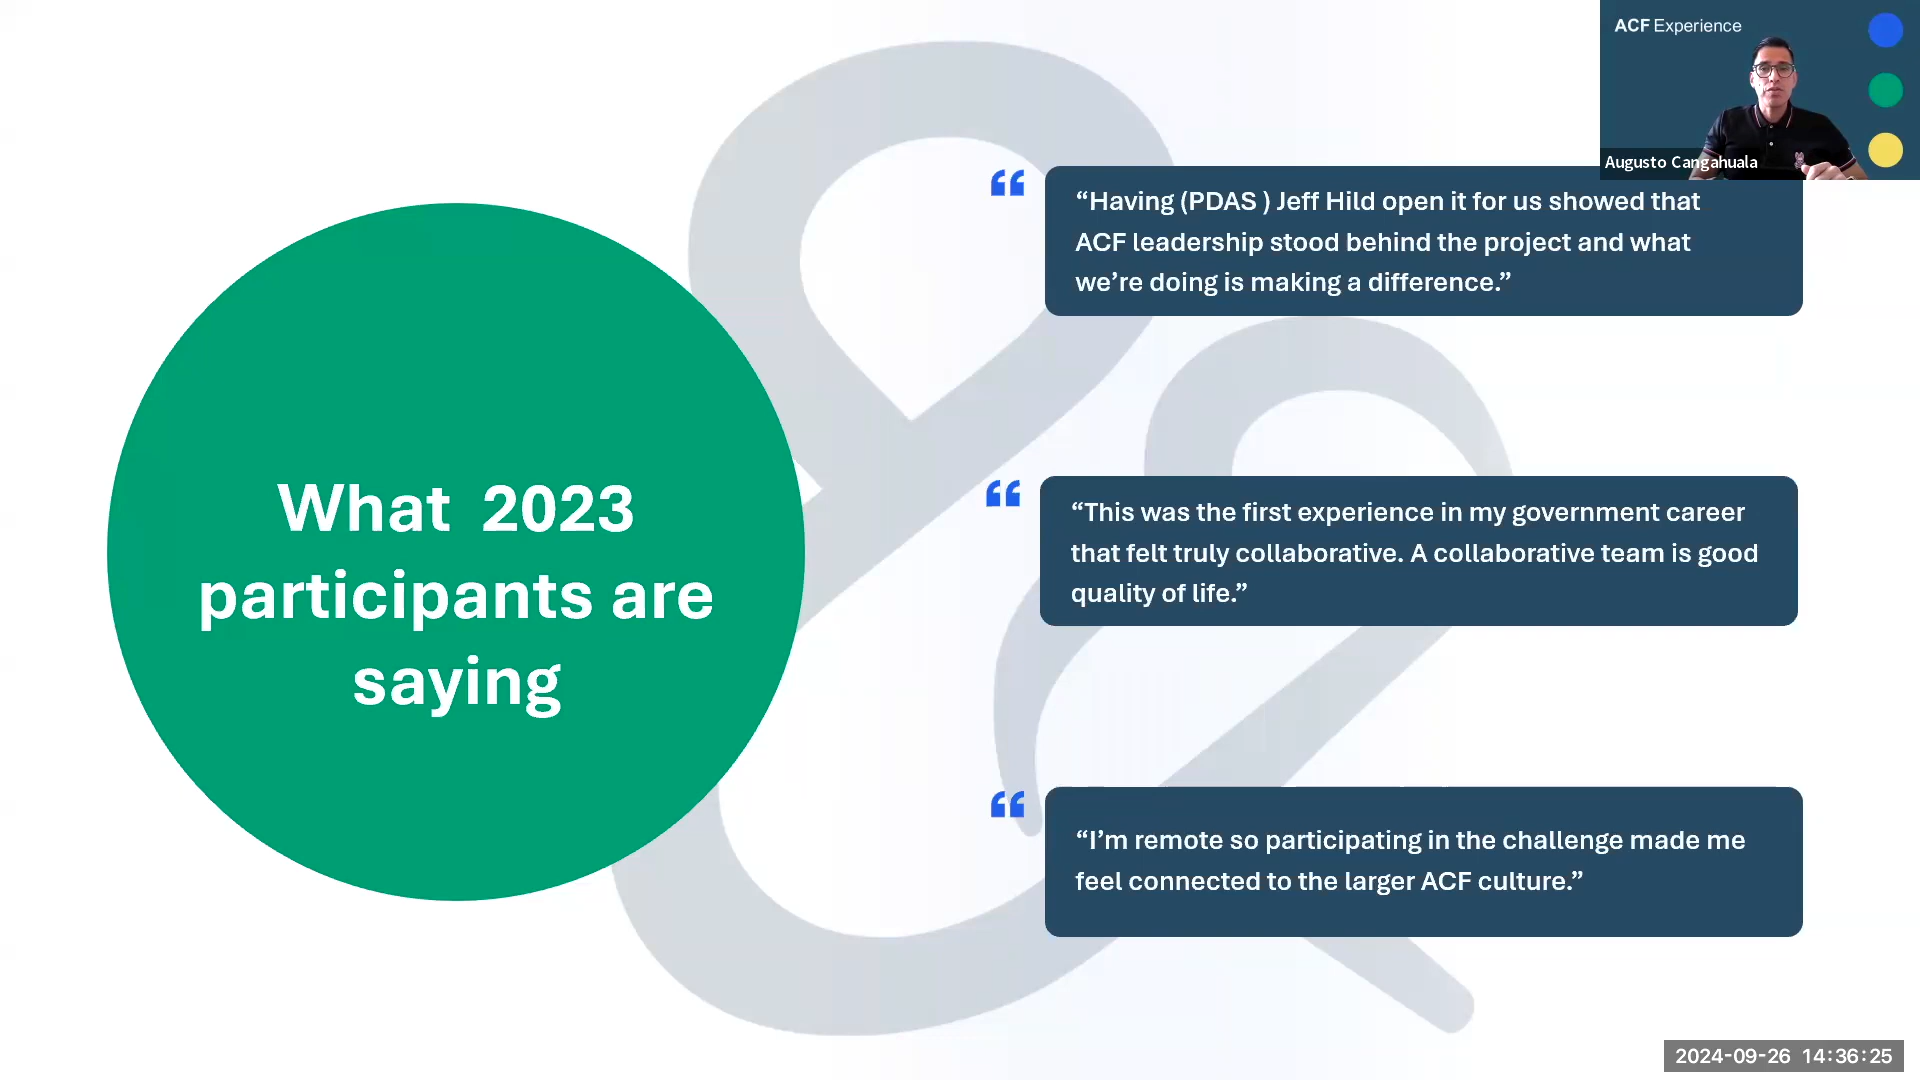 ACF Experience
Augusto Cangahuala
What 2023
participants are
saying
“Having (PDAS ) Jeff Hild open it for us showed that
ACF leadership stood behind the project and what
we’re doing is making a difference.”
“This was the first experience in my government career
that felt truly collaborative. A collaborative team is good
quality of life.”
“I’m remote so participating in the challenge made me
feel connected to the larger ACF culture.”
2024-09-26 14:36:25